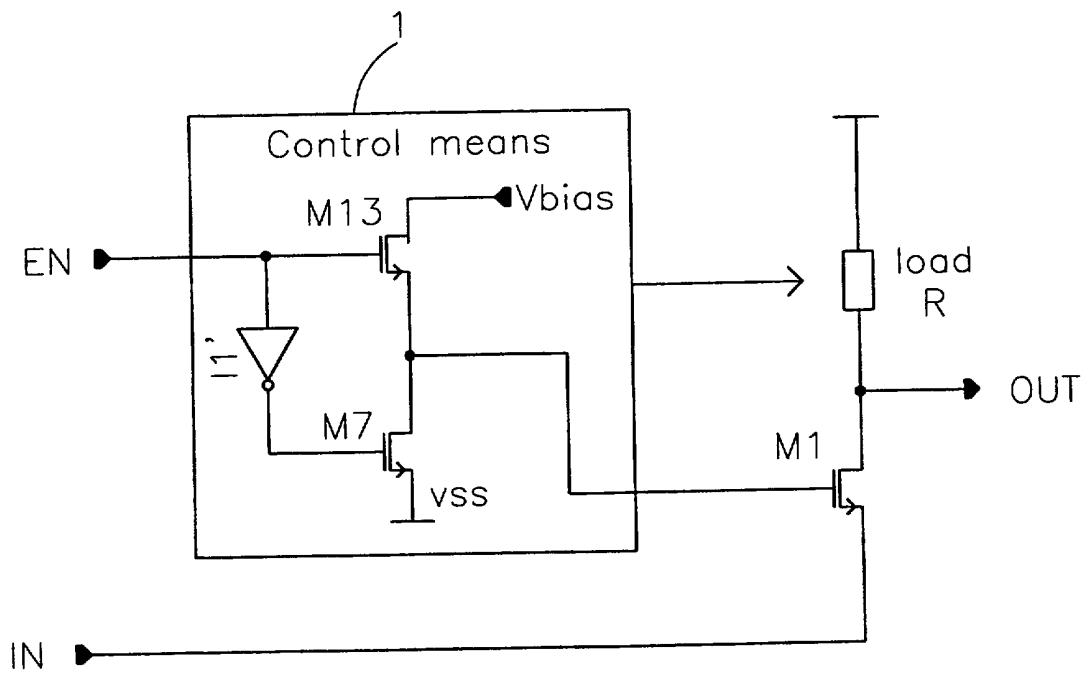 1
Control means
Vbias
M13
EN
load
R
I1'
OUT
M7
M1
vss
IN